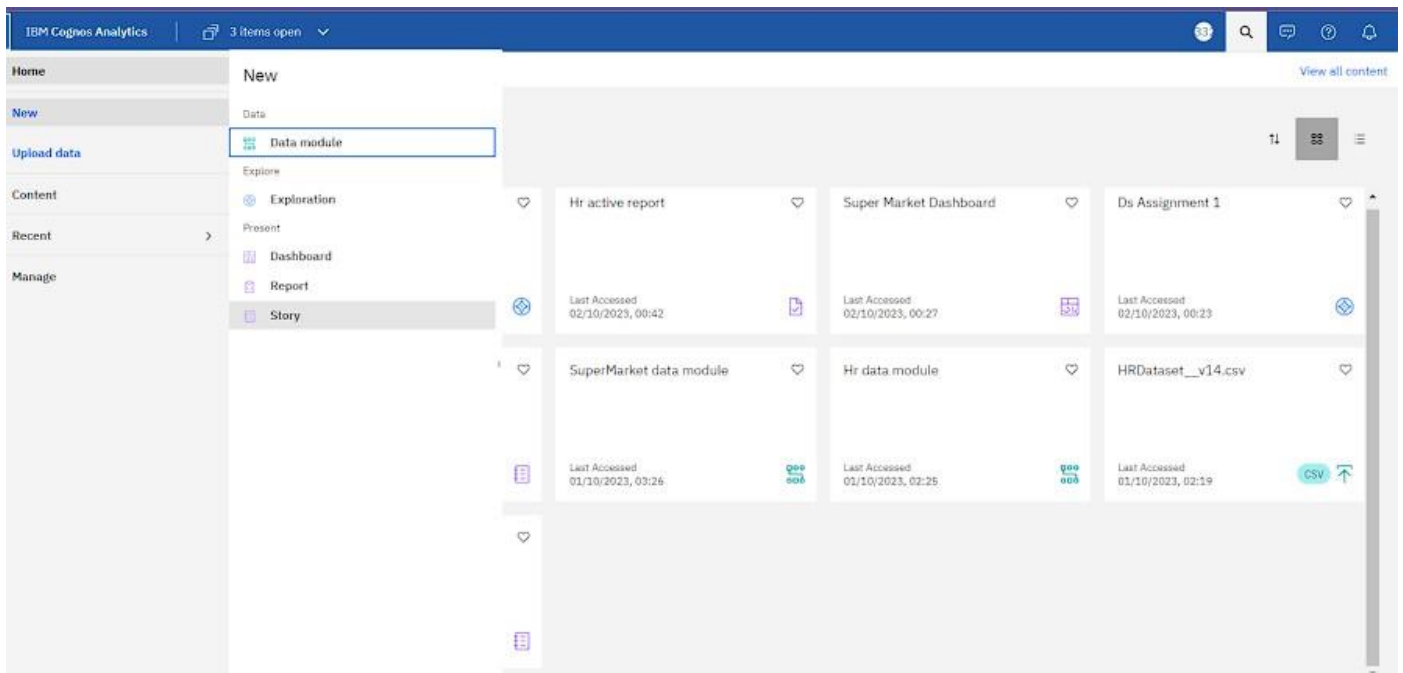 IBM Cognos Analytics
3 items open
Home
New
View all content
New
Data
Data module
Upload data
Explore
Content
Exploration
Hr active report
Super Market Dashboard
Ds Assignment 1
Recent
Present
Dashboard
Manage
Report
Last Accessed
02/10/2023, 00:42
Last Accessed
02/10/2023, 00:27
Last Accessed
02/10/2023, 00:23
Story
SuperMarket data module
Hr data module
HRDataset__v14.csv
Last Accessed
01/10/2023, 03:26
Last Accessed
01/10/2023, 02:25
Last Accessed
01/10/2023, 02:19
CSV